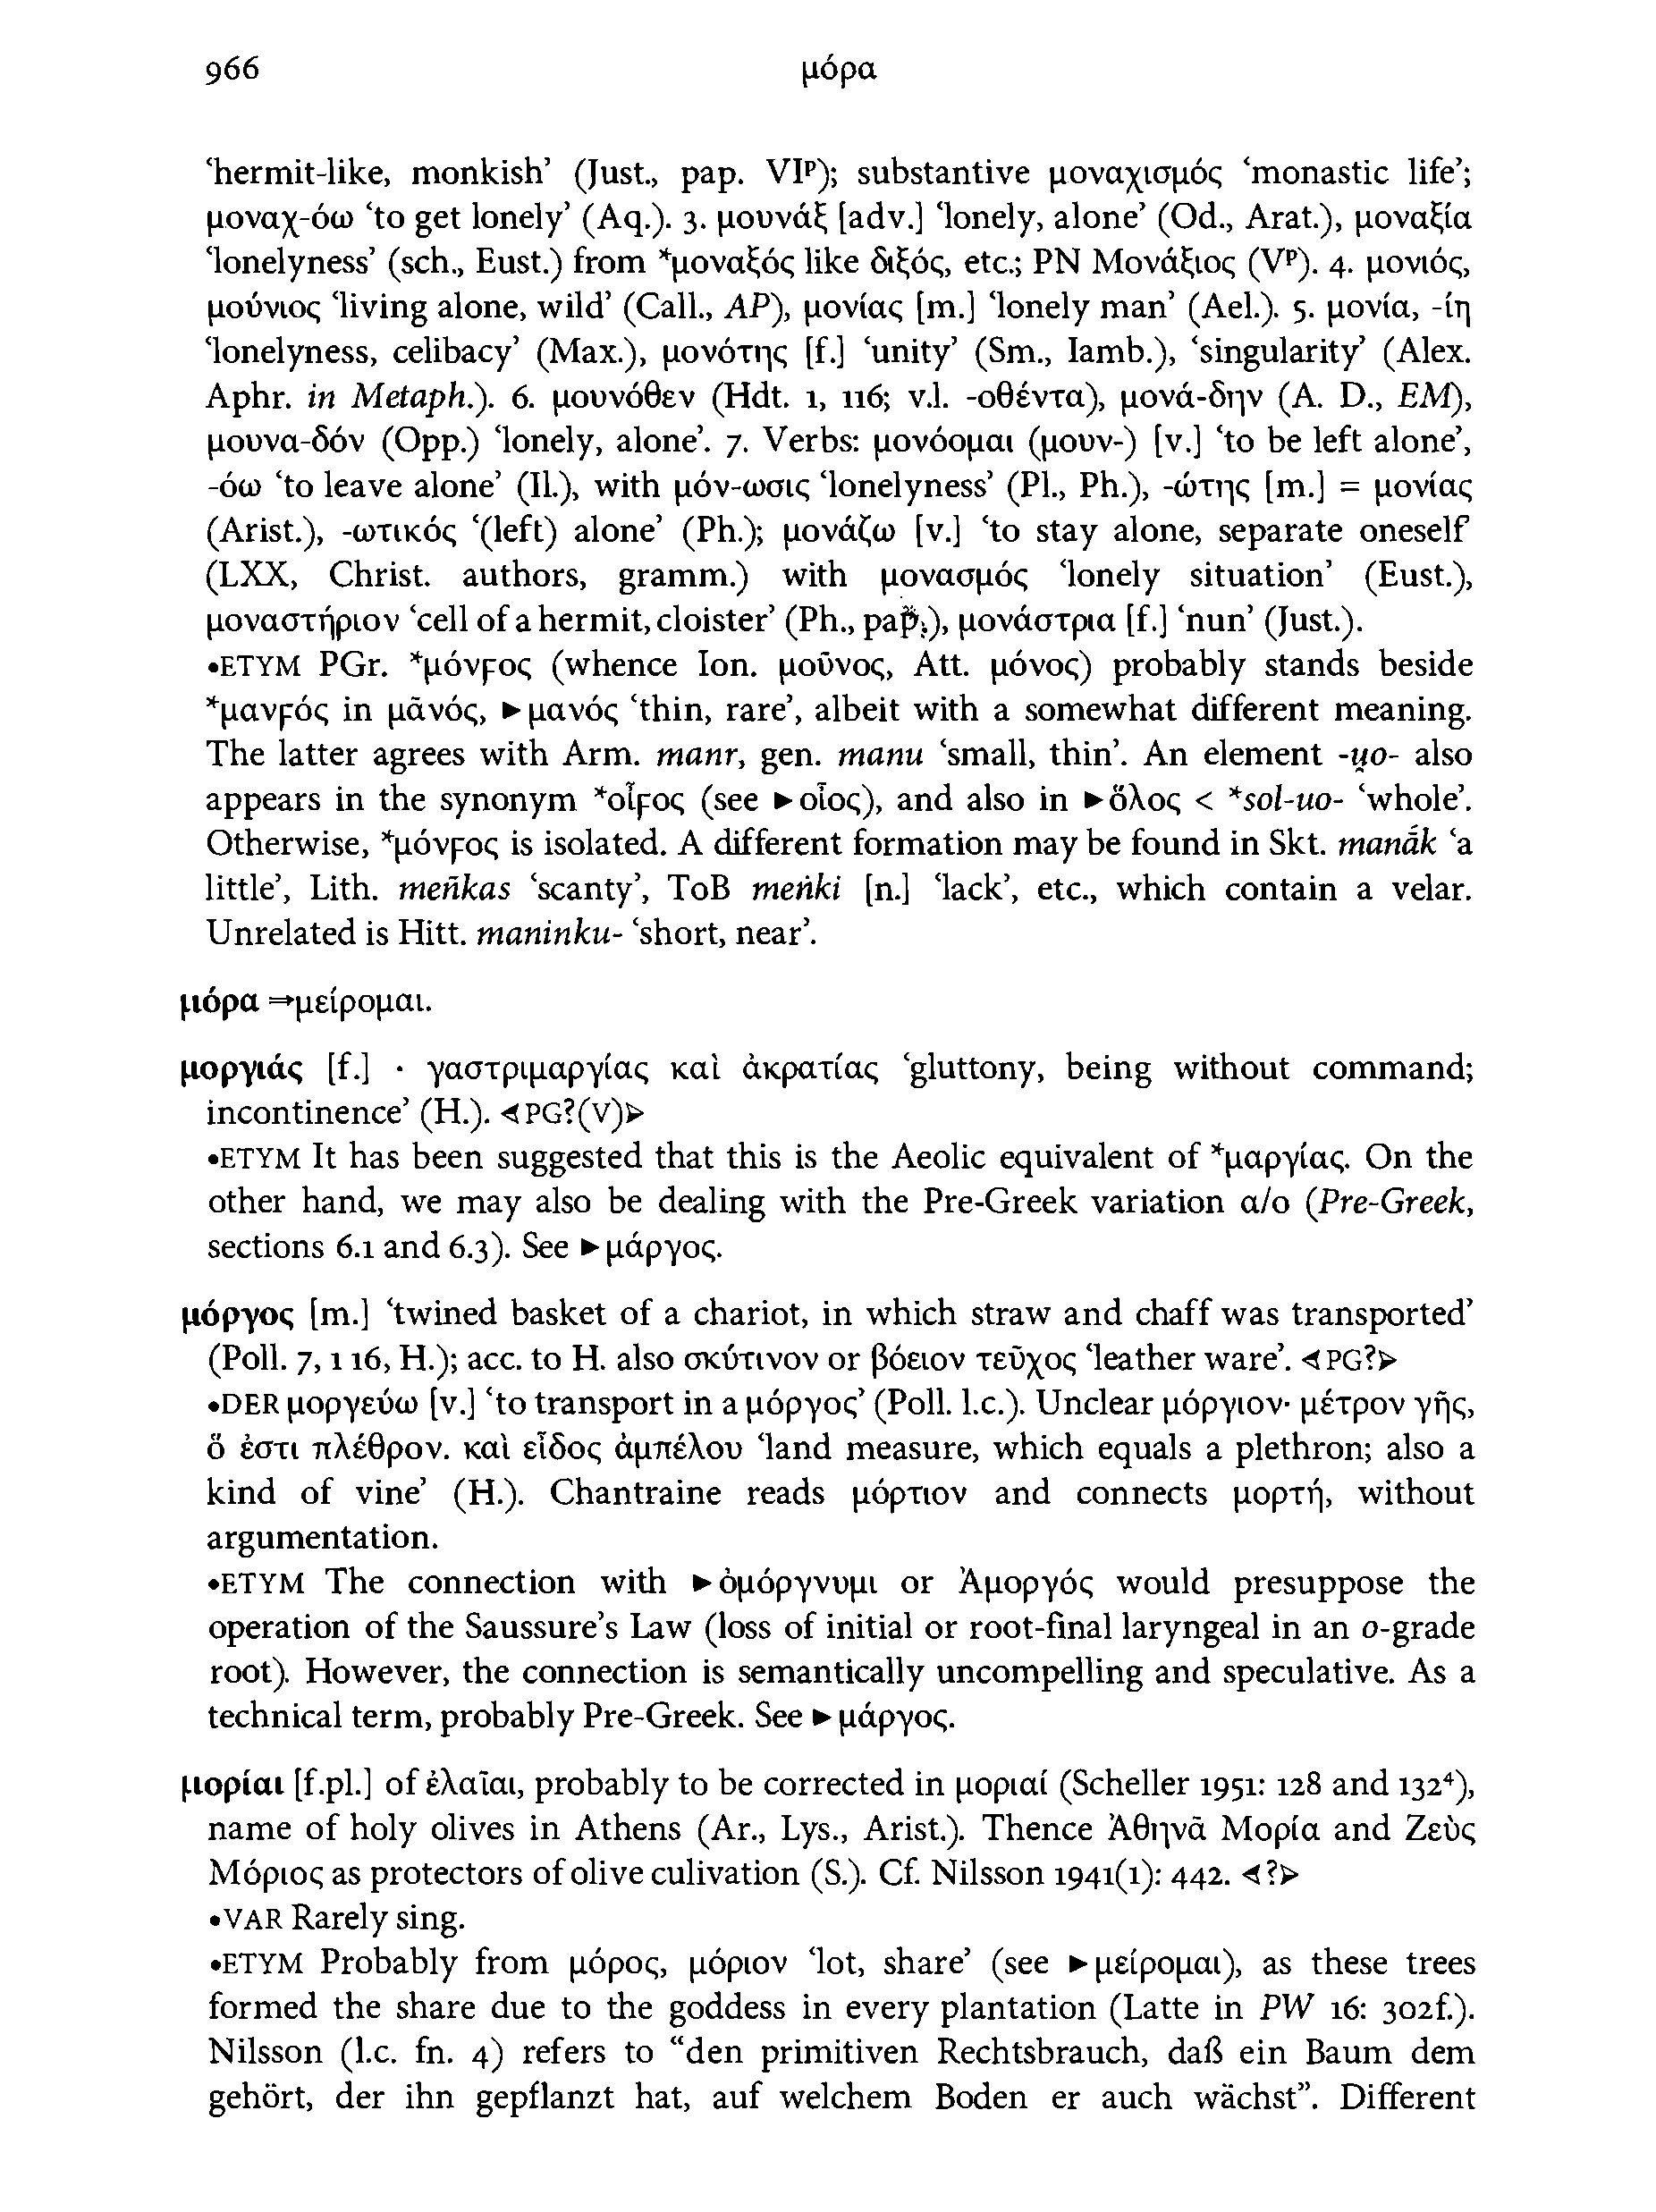 966 μόρα
‘hermit-like, monkish’ (Just., pap. VIᵖ); substantive μοναχισμός ‘monastic life’;
μοναχ-όω ‘to get lonely’ (Aq.). 3. μουνάξ [adv.] ‘lonely, alone’ (Od., Arat.), μοναξία
‘lonelyness’ (sch., Eust.) from *μοναξός like διξός, etc.; PN Μονάξιος (Vᵖ). 4. μονιός,
μούνιος ‘living alone, wild’ (Call., AP), μονίας [m.] ‘lonely man’ (Ael.). 5. μονία, -ίη
‘lonelyness, celibacy’ (Max.), μονότης [f.] ‘unity’ (Sm., Iamb.), ‘singularity’ (Alex.
Aphr. in Metaph.). 6. μουνόθεν (Hdt. 1, 116; v.l. -οθέντα), μονά-δην (A. D., EM),
μουνα-δόν (Opp.) ‘lonely, alone’. 7. Verbs: μονόομαι (μουν-) [v.] ‘to be left alone’,
-όω ‘to leave alone’ (Il.), with μόν-ωσις ‘lonelyness’ (Pl., Ph.), -ώτης [m.] = μονίας
(Arist.), -ωτικός ‘(left) alone’ (Ph.); μονάζω [v.] ‘to stay alone, separate oneself’
(LXX, Christ. authors, gramm.) with μονασμός ‘lonely situation’ (Eust.),
μοναστήριον ‘cell of a hermit, cloister’ (Ph., pap.), μονάστρια [f.] ‘nun’ (Just.).
•ETYM PGr. *μόνϝος (whence Ion. μοῦνος, Att. μόνος) probably stands beside
*μανϝός in μᾱνός, ►μανός ‘thin, rare’, albeit with a somewhat different meaning.
The latter agrees with Arm. manr, gen. manu ‘small, thin’. An element -u̯o- also
appears in the synonym *οἶϝος (see ►οἶος), and also in ►ὅλος < *sol-uo- ‘whole’.
Otherwise, *μόνϝος is isolated. A different formation may be found in Skt. manā́k ‘a
little’, Lith. meñkas ‘scanty’, ToB meṅki [n.] ‘lack’, etc., which contain a velar.
Unrelated is Hitt. maninku- ‘short, near’.
μόρα ⇒μείρομαι.
μοργιάς [f.] · γαστριμαργίας καὶ ἀκρατίας ‘gluttony, being without command;
incontinence’ (H.). ⊲PG?(V)⊳
•ETYM It has been suggested that this is the Aeolic equivalent of *μαργίας. On the
other hand, we may also be dealing with the Pre-Greek variation α/ο (Pre-Greek,
sections 6.1 and 6.3). See ►μάργος.
μόργος [m.] ‘twined basket of a chariot, in which straw and chaff was transported’
(Poll. 7, 116, H.); acc. to H. also σκύτινον or βόειον τεῦχος ‘leather ware’. ⊲PG?⊳
•DER μοργεύω [v.] ‘to transport in a μόργος’ (Poll. l.c.). Unclear μόργιον· μέτρον γῆς,
ὅ ἐστι πλέθρον. καὶ εἶδος ἀμπέλου ‘land measure, which equals a plethron; also a
kind of vine’ (H.). Chantraine reads μόρτιον and connects μορτή, without
argumentation.
•ETYM The connection with ►ὀμόργνυμι or Ἀμοργός would presuppose the
operation of the Saussure’s Law (loss of initial or root-final laryngeal in an o-grade
root). However, the connection is semantically uncompelling and speculative. As a
technical term, probably Pre-Greek. See ►μάργος.
μορίαι [f.pl.] of ἐλαῖαι, probably to be corrected in μοριαί (Scheller 1951: 128 and 132⁴),
name of holy olives in Athens (Ar., Lys., Arist.). Thence Ἀθηνᾶ Μορία and Ζεὺς
Μόριος as protectors of olive culivation (S.). Cf. Nilsson 1941(1): 442. ⊲?⊳
•VAR Rarely sing.
•ETYM Probably from μόρος, μόριον ‘lot, share’ (see ►μείρομαι), as these trees
formed the share due to the goddess in every plantation (Latte in PW 16: 302f.).
Nilsson (l.c. fn. 4) refers to “den primitiven Rechtsbrauch, daß ein Baum dem
gehört, der ihn gepflanzt hat, auf welchem Boden er auch wächst”. Different